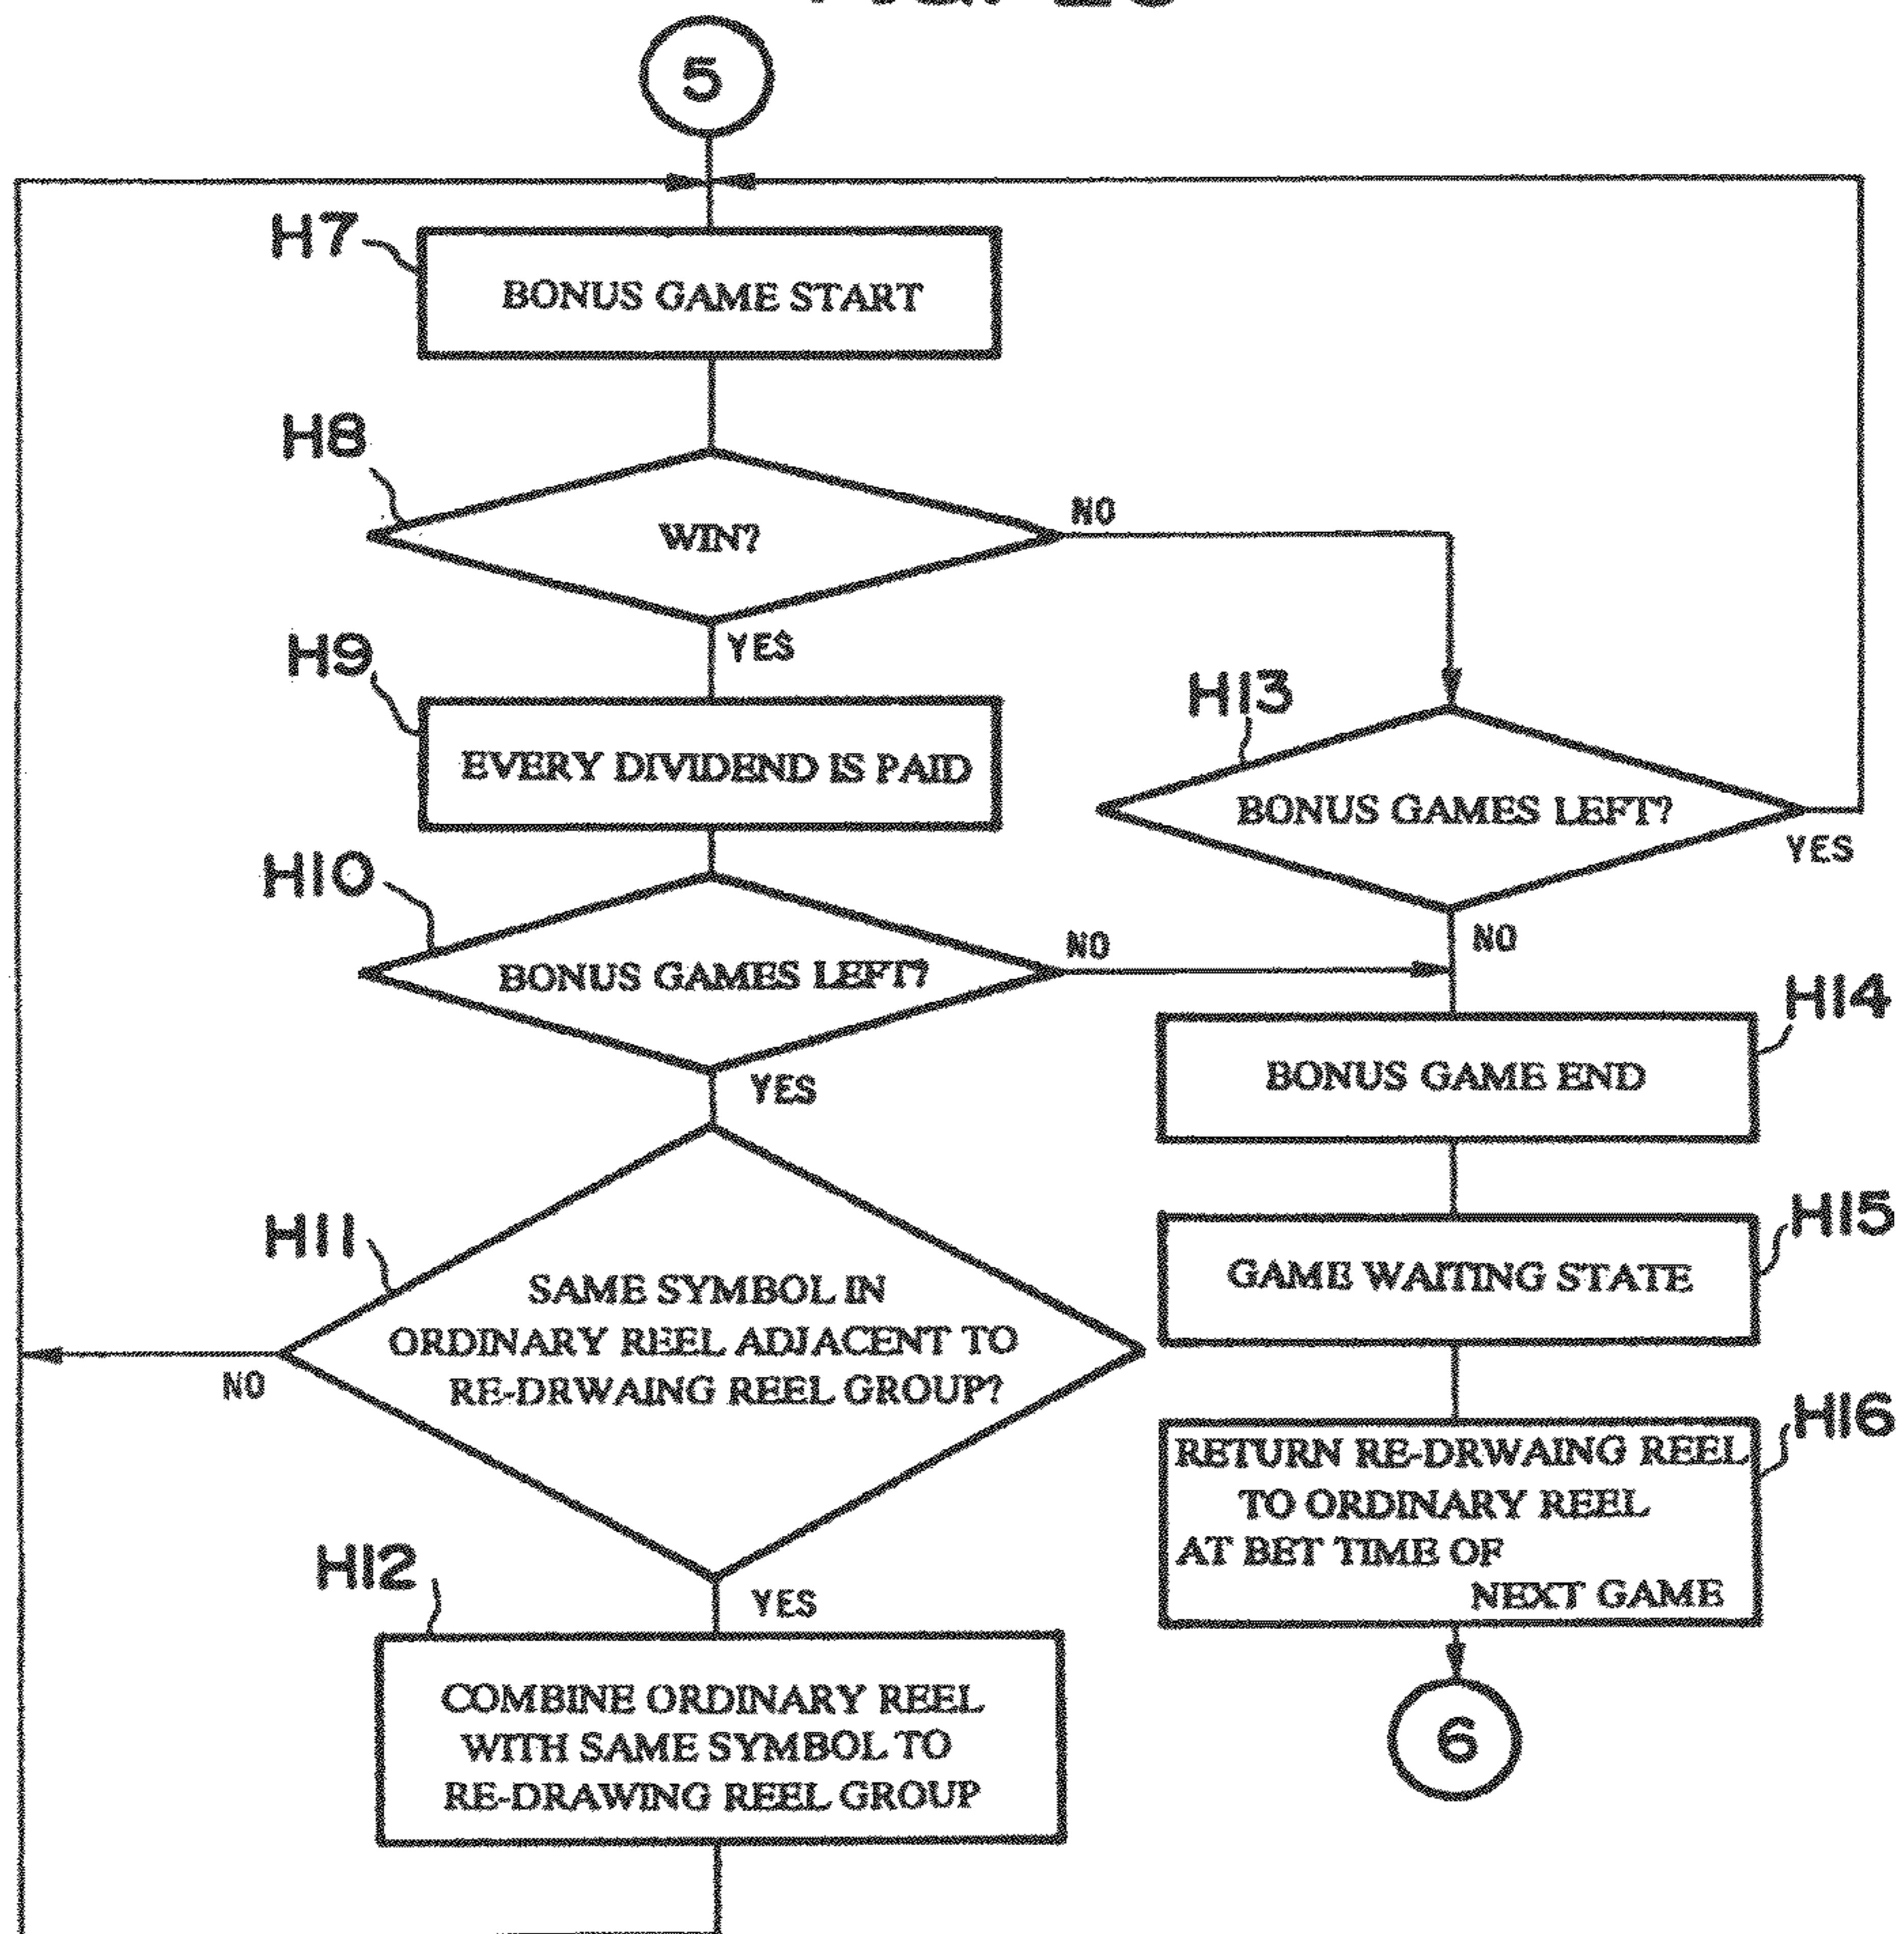 5
H7
BONUS GAME START
H8
WIN?
NO
YES
H9
EVERY DIVIDEND IS PAID
H13
BONUS GAMES LEFT?
YES
NO
H10
BONUS GAMES LEFT?
NO
YES
H14
BONUS GAME END
H11
SAME SYMBOL IN
ORDINARY REEL ADJACENT TO
RE-DRWAING REEL GROUP?
NO
YES
H15
GAME WAITING STATE
H16
RETURN RE-DRWAING REEL
TO ORDINARY REEL
AT BET TIME OF
NEXT GAME
H12
COMBINE ORDINARY REEL
WITH SAME SYMBOL TO
RE-DRAWING REEL GROUP
6